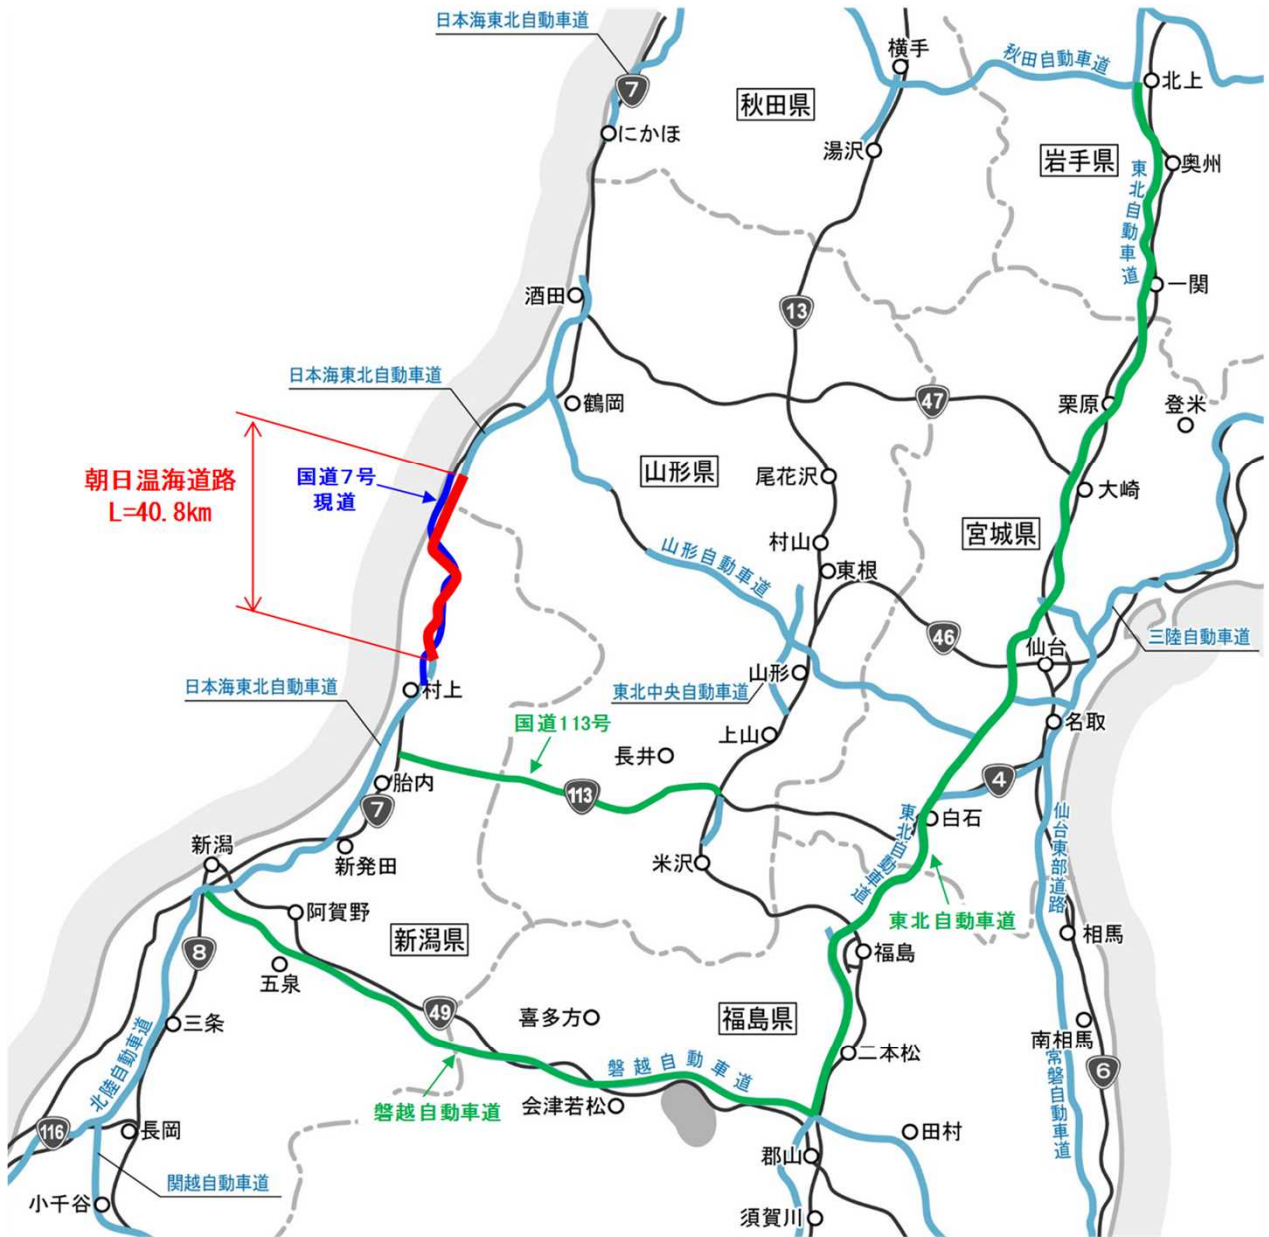 日本海東北自動車道
7
にかほ
秋田県
横手
湯沢
秋田自動車道
北上
岩手県
奥州
東北自動車道
一関
酒田
13
日本海東北自動車道
鶴岡
47
栗原
登米
朝日温海道路
L=40.8km
国道7号
現道
山形県
尾花沢
大崎
宮城県
村山
東根
山形自動車道
46
仙台
三陸自動車道
日本海東北自動車道
村上
東北中央自動車道
山形
名取
国道113号
長井
上山
4
胎内
113
7
東北自動車道
白石
仙台東部道路
新潟
新発田
米沢
阿賀野
東北自動車道
新潟県
相馬
8
福島
五泉
49
喜多方
福島県
三条
南相馬
二本松
北陸自動車道
磐越自動車道
6
常磐自動車道
磐越自動車道
会津若松
116
長岡
田村
郡山
関越自動車道
小千谷
須賀川